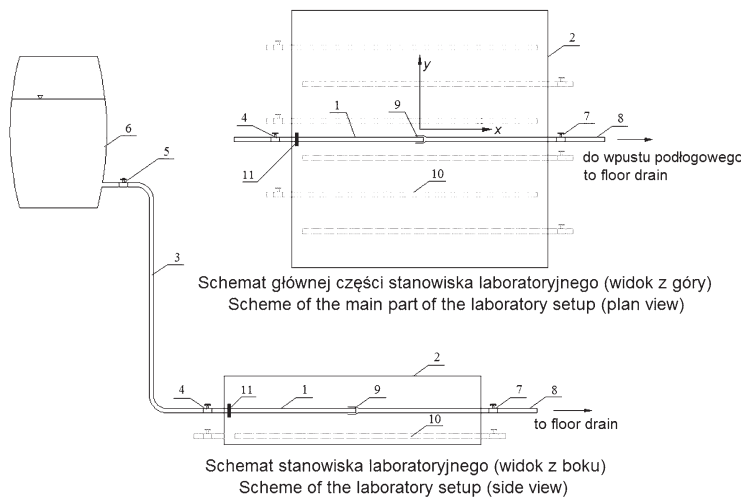 2
y
4
1
9
7
8
x
11
do wpustu podłogowego
to floor drain
10
6
5
3
Schemat głównej części stanowiska laboratoryjnego (widok z góry)
Scheme of the main part of the laboratory setup (plan view)
2
4
11
1
9
7
8
10
to floor drain
Schemat stanowiska laboratoryjnego (widok z boku)
Scheme of the laboratory setup (side view)